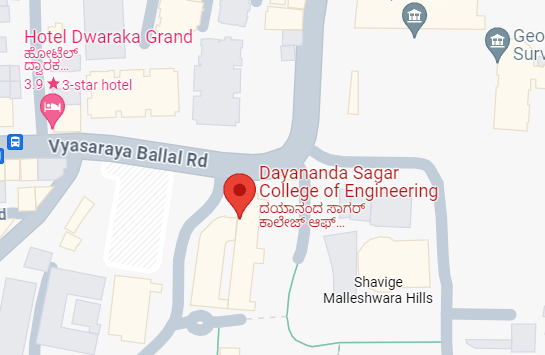 Hotel Dwaraka Grand
ಹೋಟೆಲ್
ದ್ವಾರಕ...
3.9 ★ 3-star hotel
Geo
Surv
Vyasaraya Ballal Rd
Dayananda Sagar
College of Engineering
ದಯಾನಂದ ಸಾಗರ್
ಕಾಲೇಜ್ ಆಫ್...
d
Shavige
Malleshwara Hills